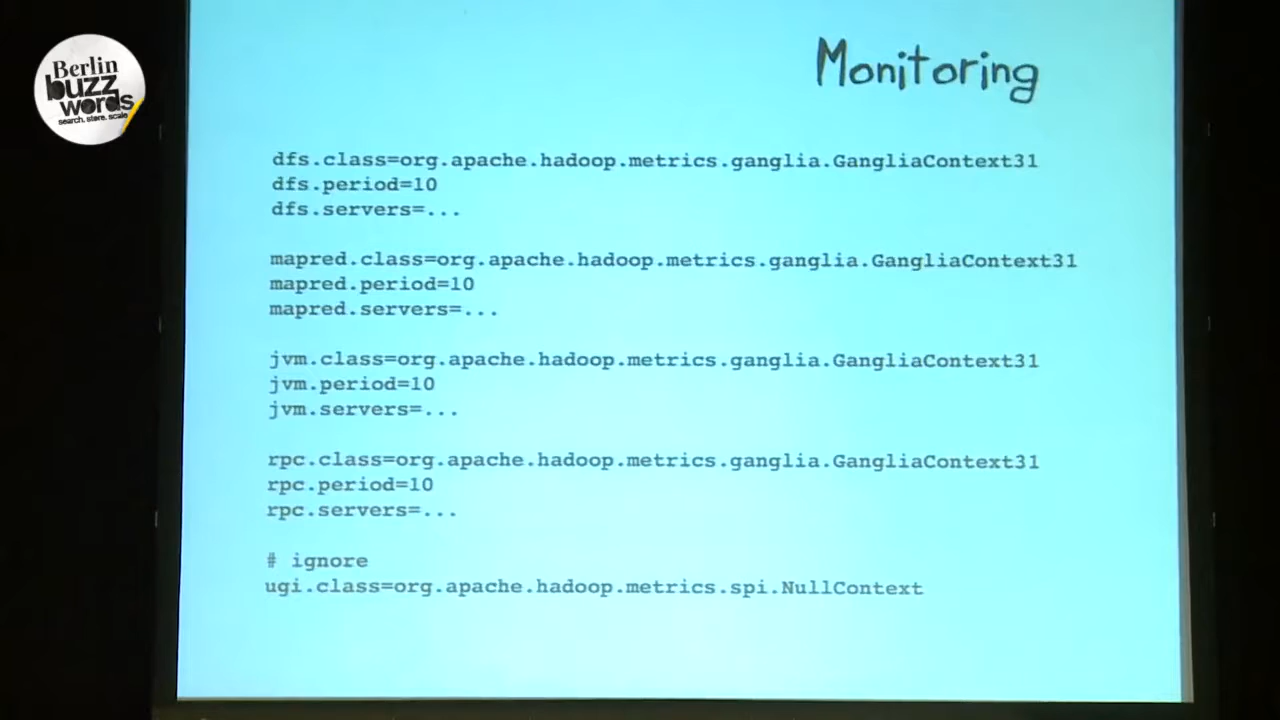 Berlin
buzz
words
search. store. scale
Monitoring
dfs.class=org.apache.hadoop.metrics.ganglia.GangliaContext31
dfs.period=10
dfs.servers=...
mapred.class=org.apache.hadoop.metrics.ganglia.GangliaContext31
mapred.period=10
mapred.servers=...
jvm.class=org.apache.hadoop.metrics.ganglia.GangliaContext31
jvm.period=10
jvm.servers=...
rpc.class=org.apache.hadoop.metrics.ganglia.GangliaContext31
rpc.period=10
rpc.servers=...
# ignore
ugi.class=org.apache.hadoop.metrics.spi.NullContext